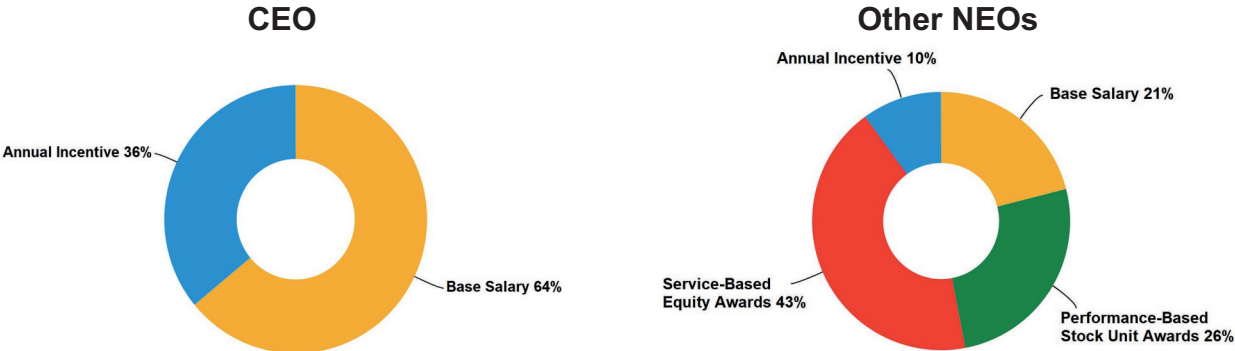 CEO
Annual Incentive 36%
Base Salary 64%
Other NEOs
Annual Incentive 10%
Base Salary 21%
Service-Based
Equity Awards 43%
Performance-Based
Stock Unit Awards 26%